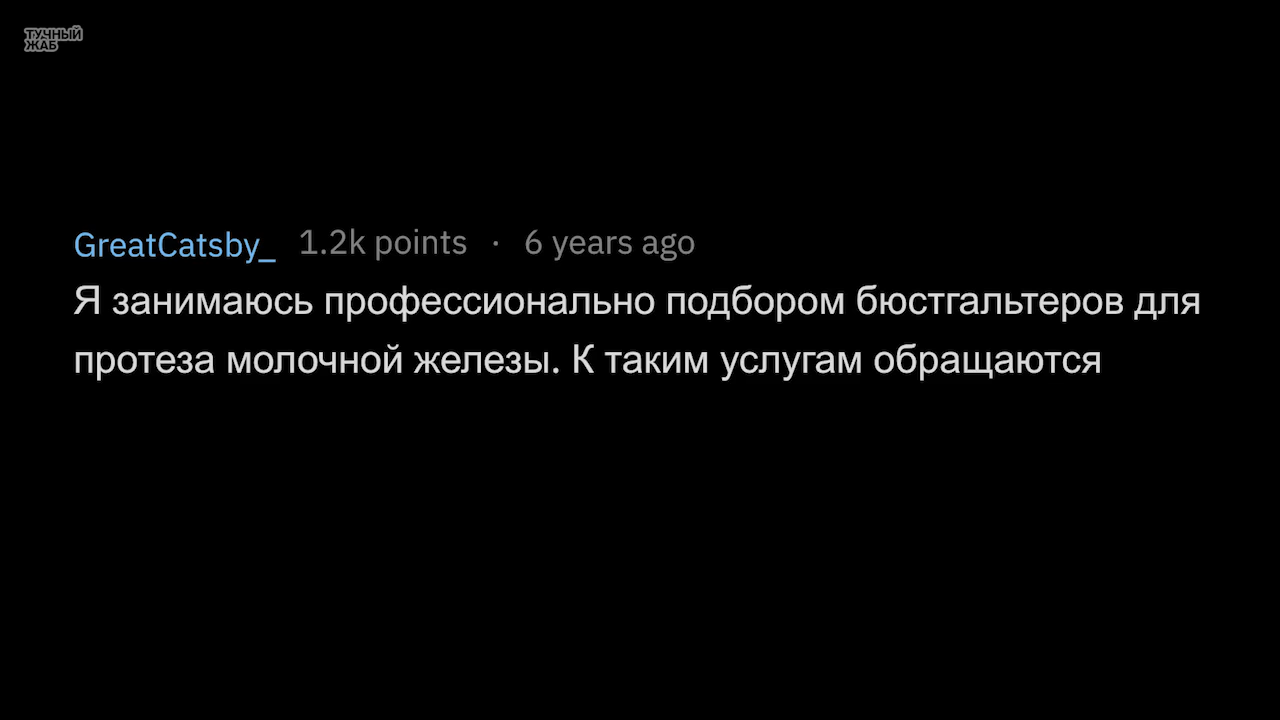 ТУЧНЫЙ
ЖАБ
GreatCatsby_ 1.2k points · 6 years ago
Я занимаюсь профессионально подбором бюстгальтеров для
протеза молочной железы. К таким услугам обращаются